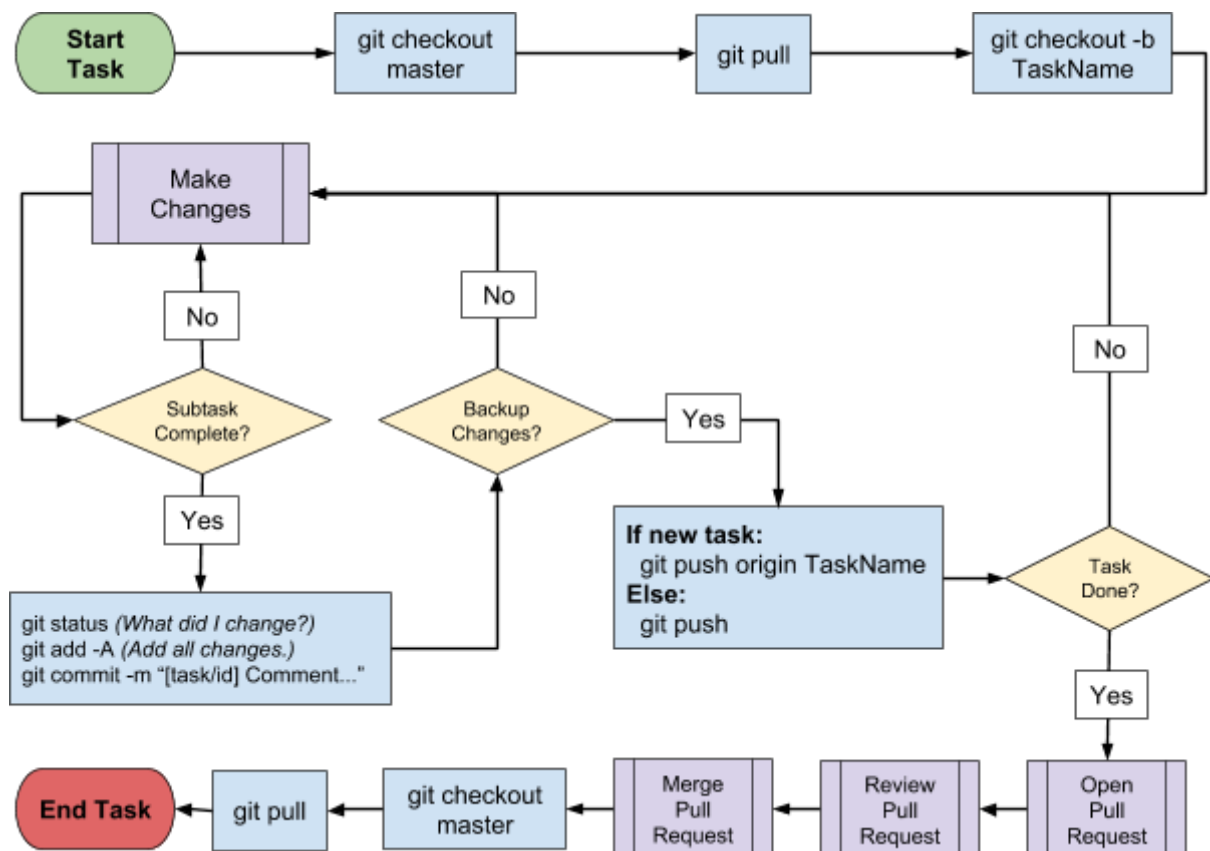 Start
Task
git checkout
master
git pull
git checkout -b
TaskName
Make
Changes
No
No
No
Subtask
Complete?
Backup
Changes?
Yes
Yes
If new task:
git push origin TaskName
Else:
git push
Task
Done?
git status (What did I change?)
git add -A (Add all changes.)
git commit -m “[task/id] Comment...”
Yes
End Task
git pull
git checkout
master
Merge
Pull
Request
Review
Pull
Request
Open
Pull
Request